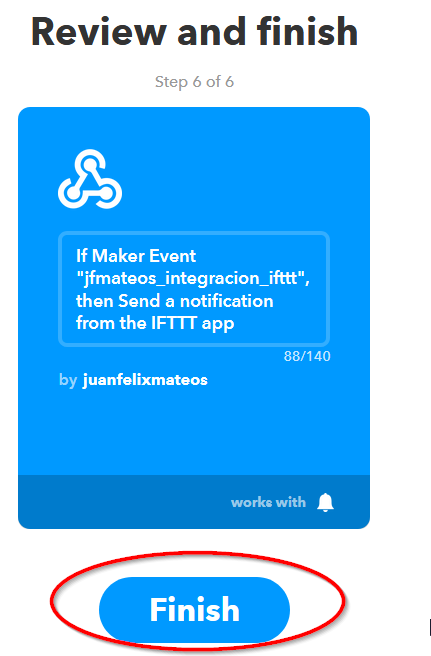 Review and finish
Step 6 of 6
If Maker Event
"jfmateos_integracion_ifttt",
then Send a notification
from the IFTTT app
88/140
by juanfelixmateos
works with
Finish